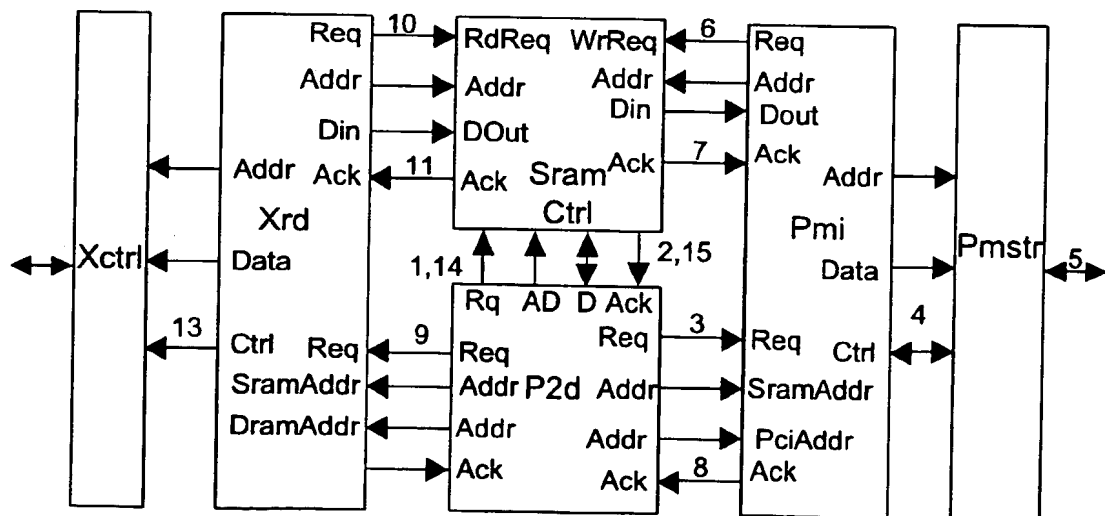 Req 10 RdReq WrReq 6 Req
Addr Addr Addr Addr
Din DOut Din Dout
Addr Ack 11 Ack Sram Ack 7 Ack Addr
Xrd Ctrl Pmi
Xctrl Data 1,14 2,15 Data Pmstr 5
Rq AD D Ack
13 Ctrl Req 9 Req Req 3 Req Ctrl 4
SramAddr Addr P2d Addr SramAddr
DramAddr Addr Addr PciAddr
Ack Ack 8 Ack